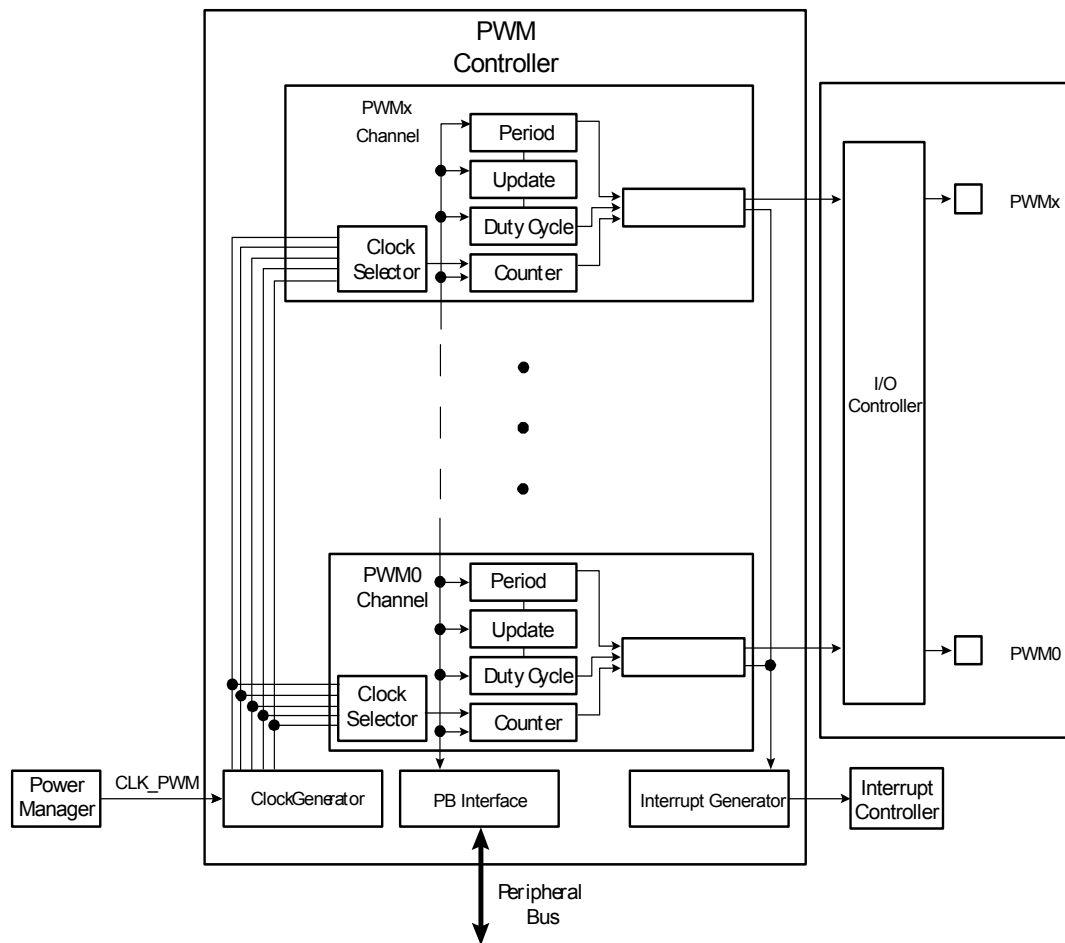 PWM
Controller
PWMx
Channel
Period
Update
Duty Cycle
Clock
Selector
Counter
PWMx
I/O
Controller
PWM0
Channel
Period
Update
Duty Cycle
Clock
Selector
Counter
PWM0
Power
Manager
CLK_PWM
ClockGenerator
PB Interface
Interrupt Generator
Interrupt
Controller
Peripheral
Bus